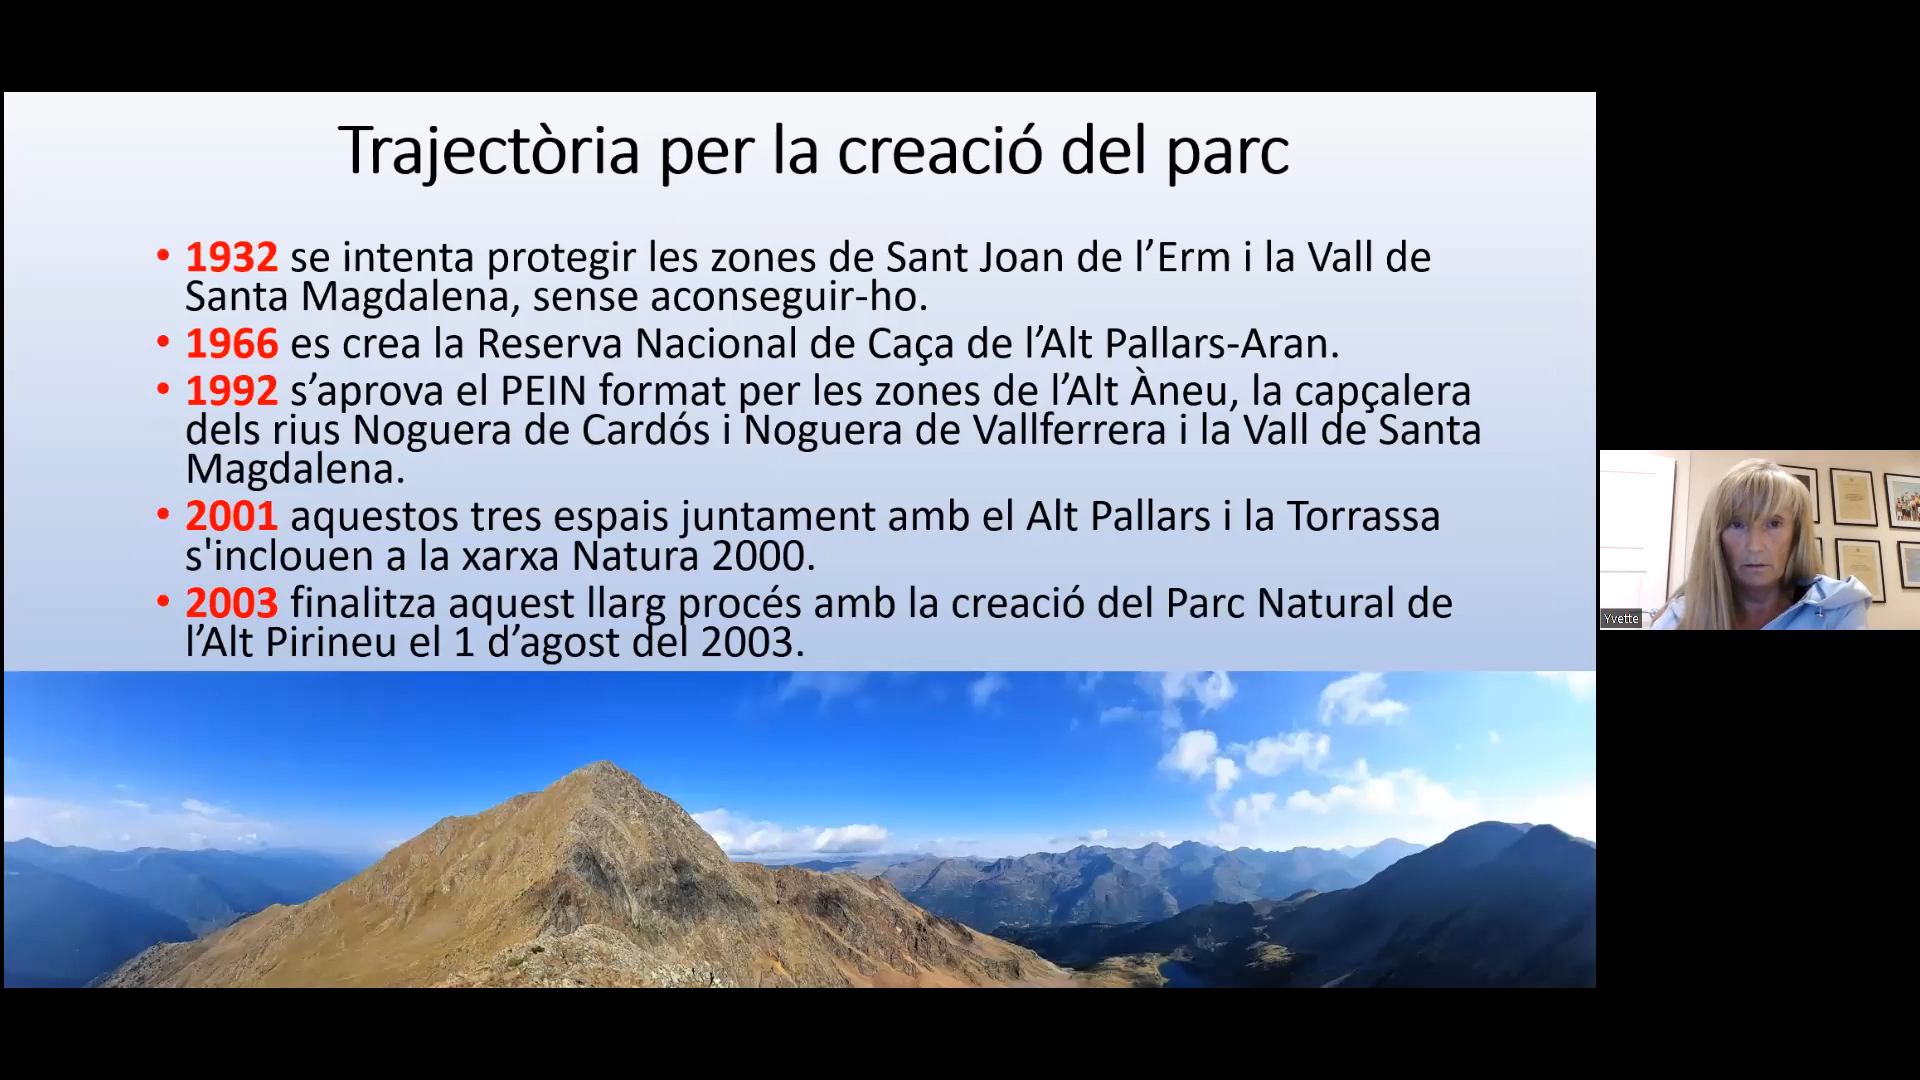 Trajectòria per la creació del parc
• 1932 se intenta protegir les zones de Sant Joan de l’Erm i la Vall de
Santa Magdalena, sense aconseguir-ho.
• 1966 es crea la Reserva Nacional de Caça de l’Alt Pallars-Aran.
• 1992 s’aprova el PEIN format per les zones de l’Alt Àneu, la capçalera
dels rius Noguera de Cardós i Noguera de Vallferrera i la Vall de Santa
Magdalena.
• 2001 aquestos tres espais juntament amb el Alt Pallars i la Torrassa
s'inclouen a la xarxa Natura 2000.
• 2003 finalitza aquest llarg procés amb la creació del Parc Natural de
l’Alt Pirineu el 1 d’agost del 2003.
Yvette